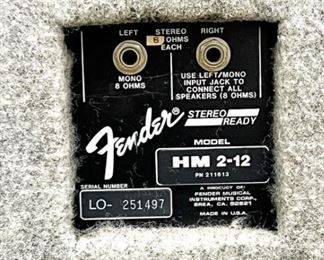 LEFT
STEREO
8 OHMS
EACH
RIGHT
MONO
8 OHMS
USE LEFT/MONO
INPUT JACK TO
CONNECT ALL
SPEAKERS (8 OHMS)
Fender®
STEREO
READY
MODEL
HM 2-12
PN 211613
SERIAL NUMBER
LO- 251497
A PRODUCT OF:
FENDER MUSICAL
INSTRUMENTS CORP.
BREA, CA. 92621
MADE IN U.S.A.